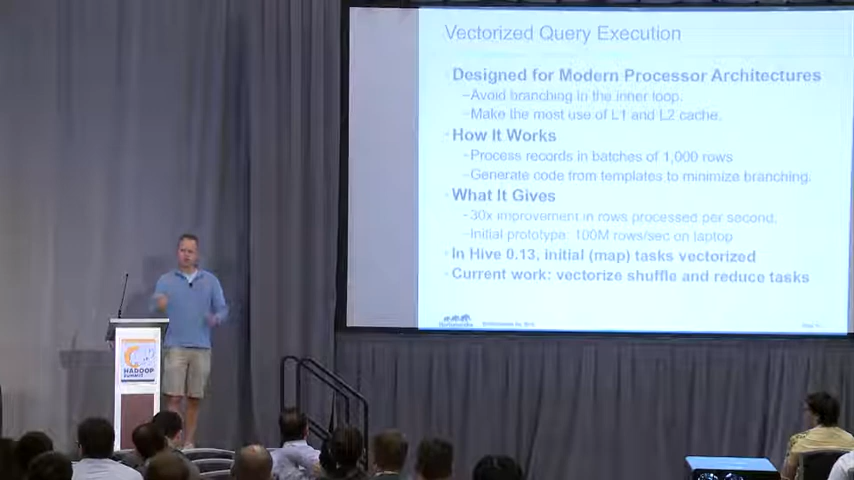 Vectorized Query Execution
Designed for Modern Processor Architectures
–Avoid branching in the inner loop.
–Make the most use of L1 and L2 cache.
How It Works
–Process records in batches of 1,000 rows
–Generate code from templates to minimize branching.
What It Gives
–30x improvement in rows processed per second.
–Initial prototype: 100M rows/sec on laptop
In Hive 0.13, initial (map) tasks vectorized
Current work: vectorize shuffle and reduce tasks
Hortonworks
HADOOP
SUMMIT